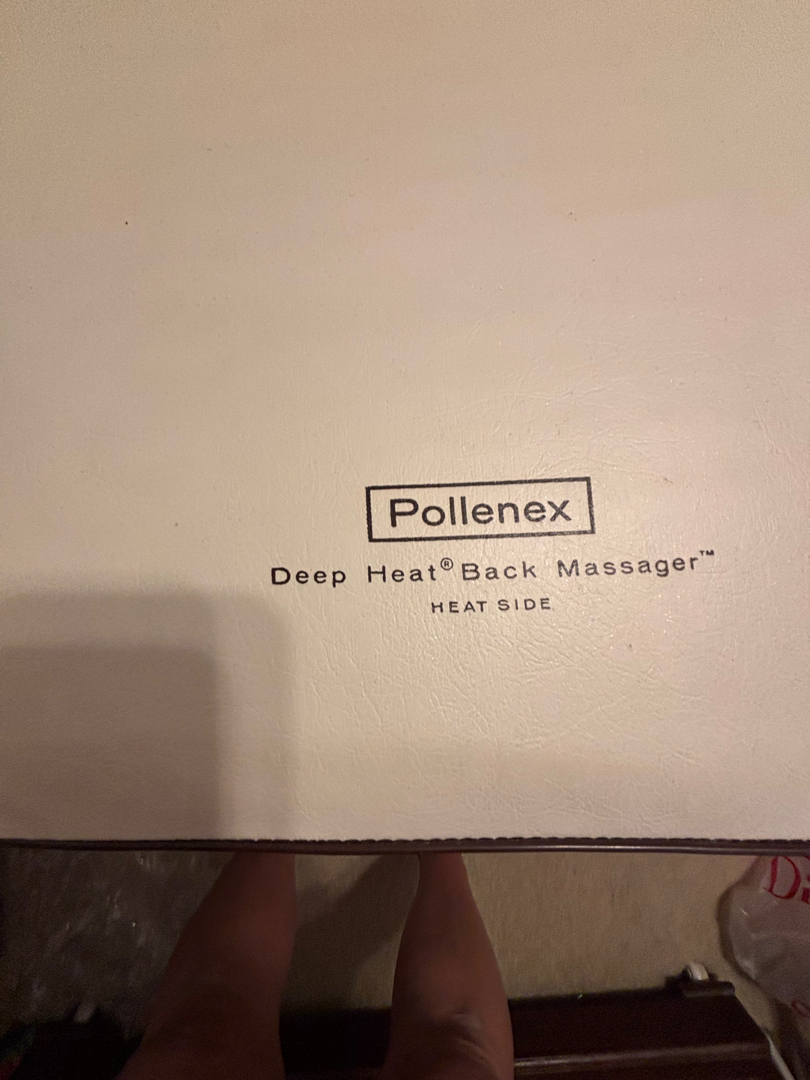 Pollenex
Deep Heat® Back Massager™
HEAT SIDE